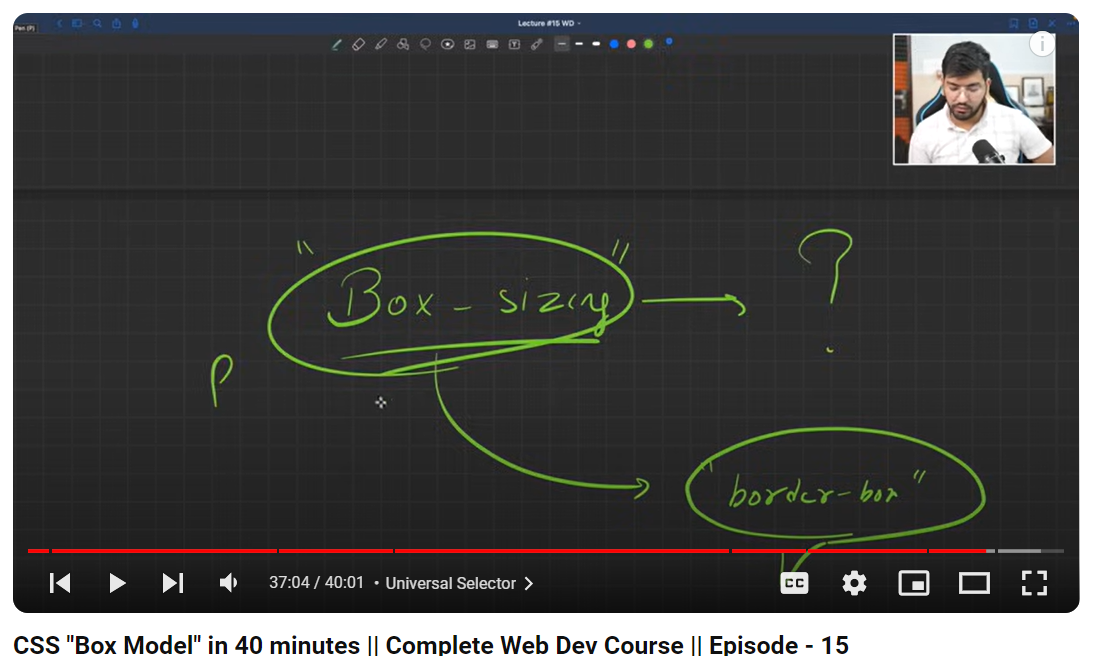 Pen (P)
Lecture #15 WD
i
" Box - sizing " → ?
P
"border-box"
CC
37:04 / 40:01 • Universal Selector
CSS "Box Model" in 40 minutes || Complete Web Dev Course || Episode - 15